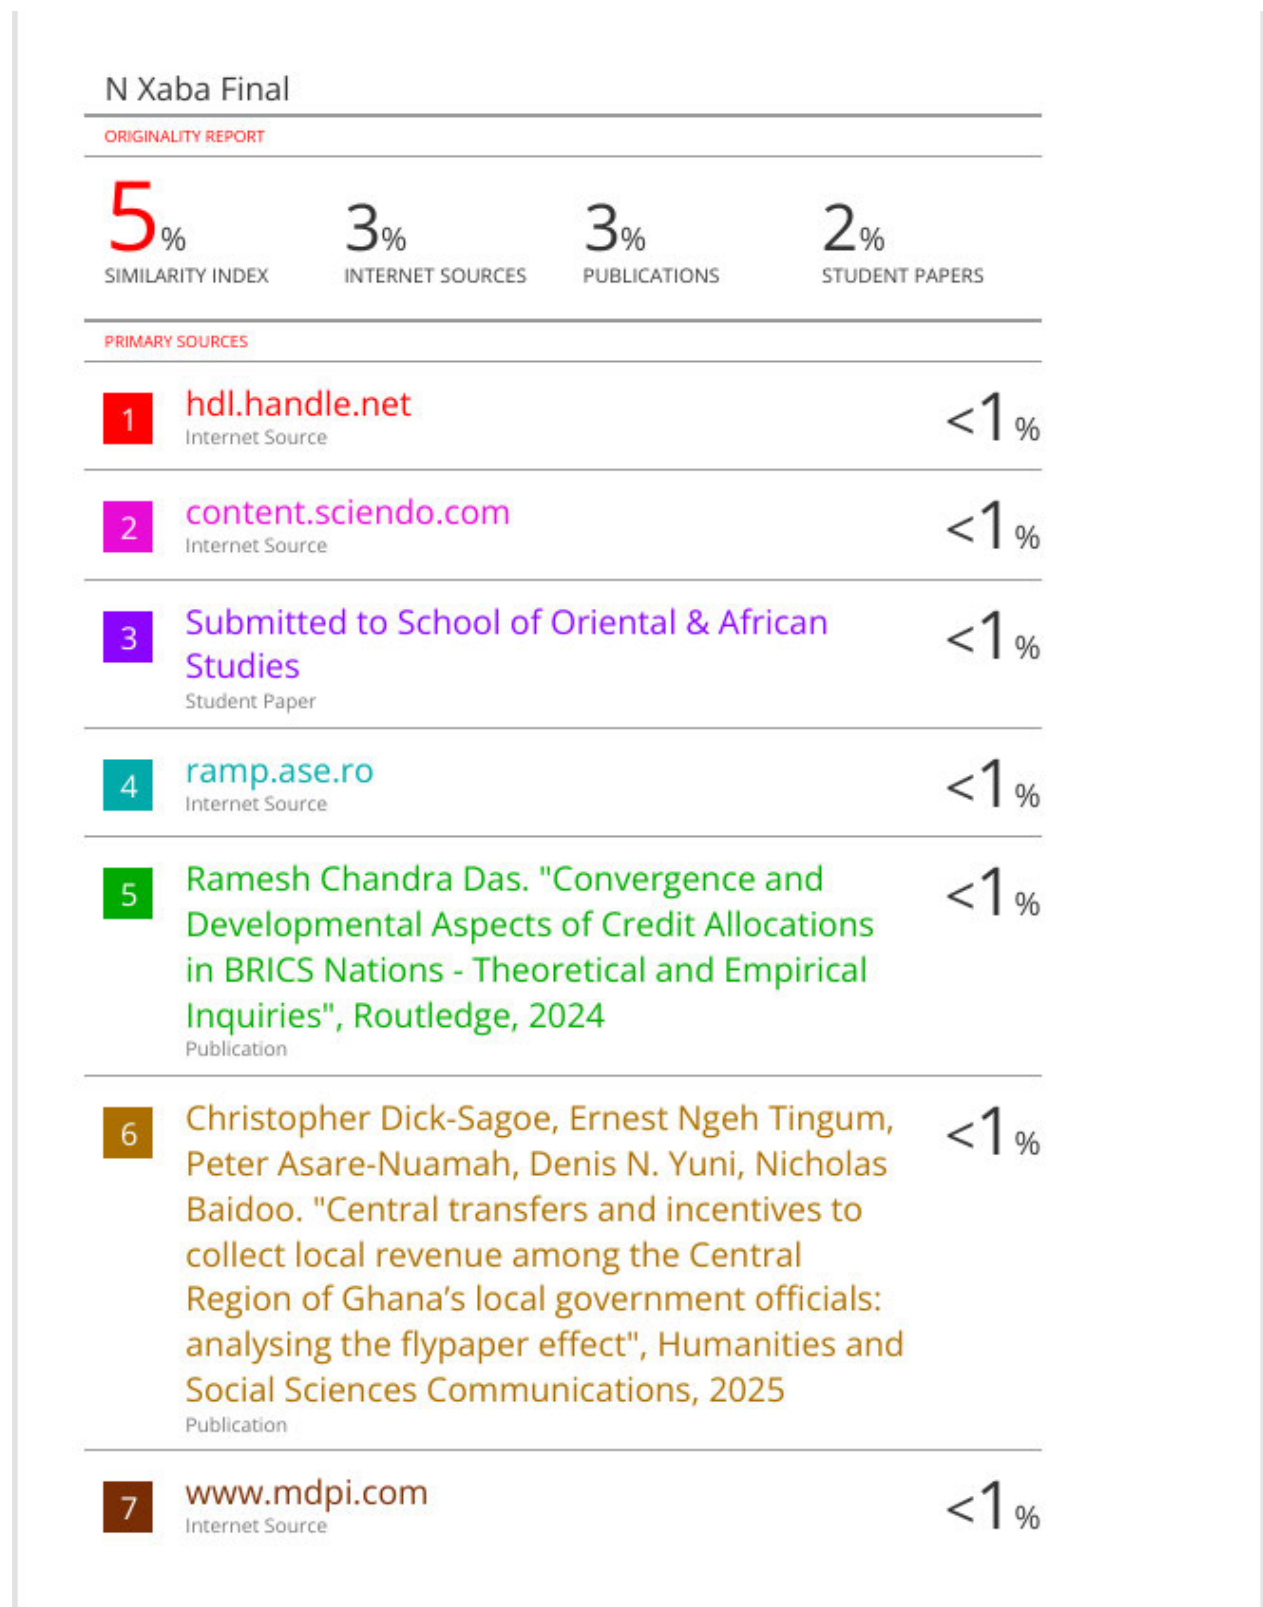 N Xaba Final
ORIGINALITY REPORT
5% 3% 3% 2%
SIMILARITY INDEX INTERNET SOURCES PUBLICATIONS STUDENT PAPERS
PRIMARY SOURCES
1 hdl.handle.net <1%
Internet Source
2 content.sciendo.com <1%
Internet Source
3 Submitted to School of Oriental & African <1%
Studies
Student Paper
4 ramp.ase.ro <1%
Internet Source
5 Ramesh Chandra Das. "Convergence and <1%
Developmental Aspects of Credit Allocations
in BRICS Nations - Theoretical and Empirical
Inquiries", Routledge, 2024
Publication
6 Christopher Dick-Sagoe, Ernest Ngeh Tingum, <1%
Peter Asare-Nuamah, Denis N. Yuni, Nicholas
Baidoo. "Central transfers and incentives to
collect local revenue among the Central
Region of Ghana’s local government officials:
analysing the flypaper effect", Humanities and
Social Sciences Communications, 2025
Publication
7 www.mdpi.com <1%
Internet Source